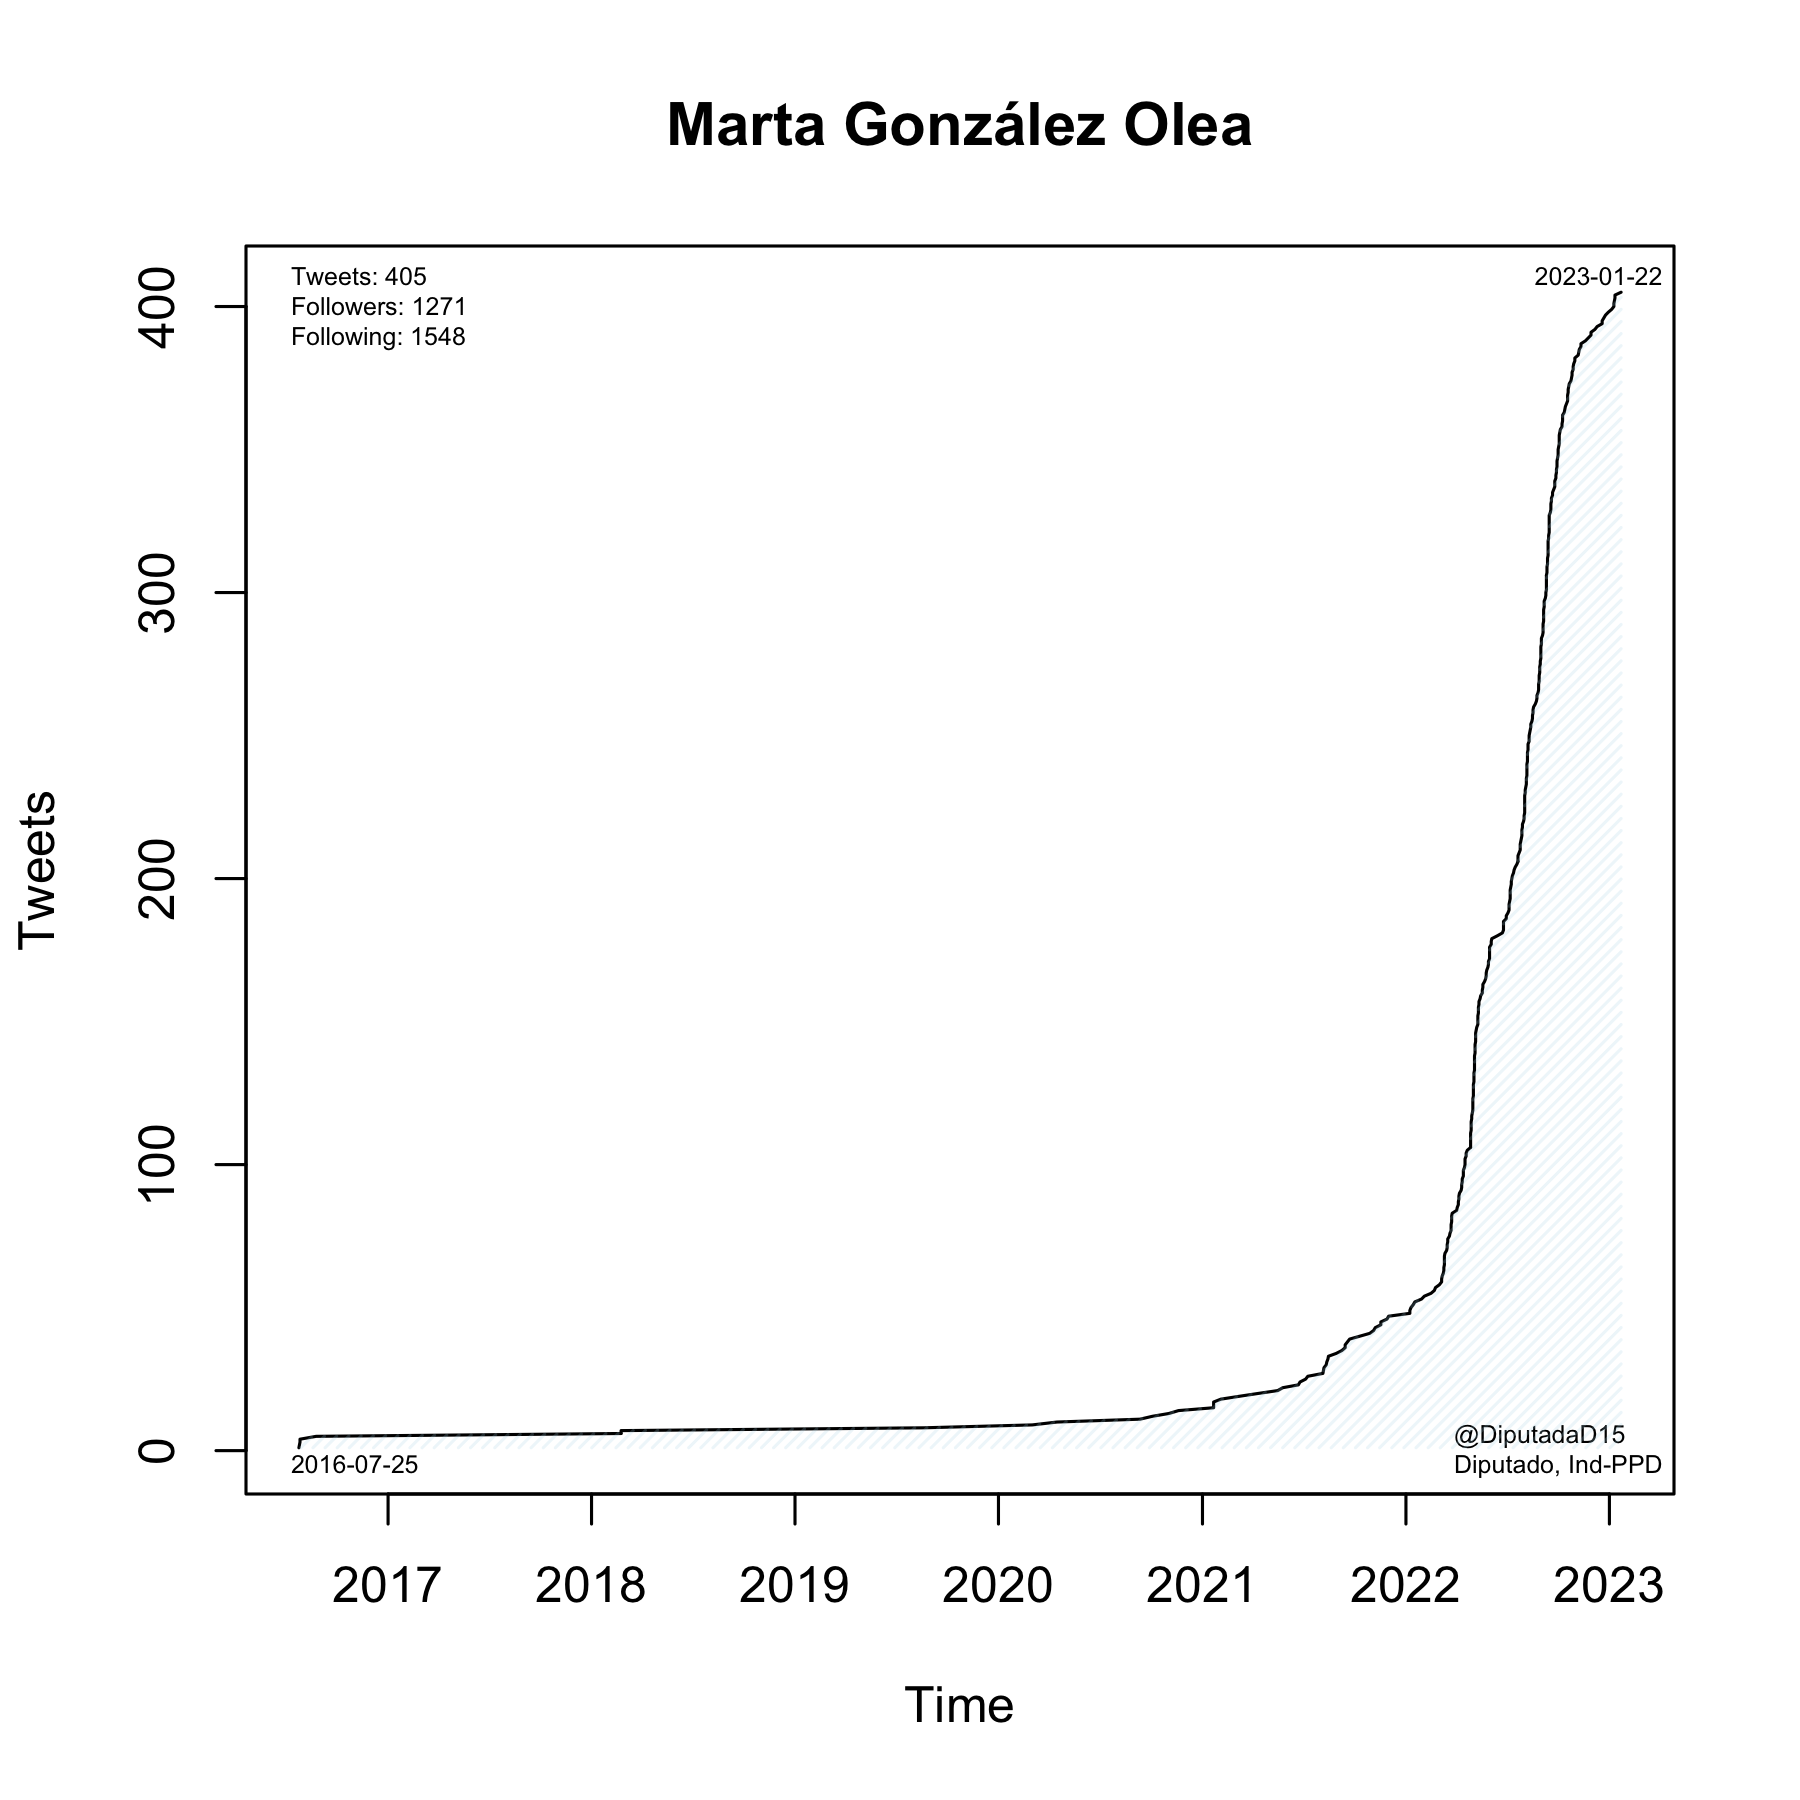 Marta González Olea
Tweets: 405
Followers: 1271
Following: 1548
2023-01-22
400
300
200
100
0
Tweets
2016-07-25
@DiputadaD15
Diputado, Ind-PPD
2017 2018 2019 2020 2021 2022 2023
Time